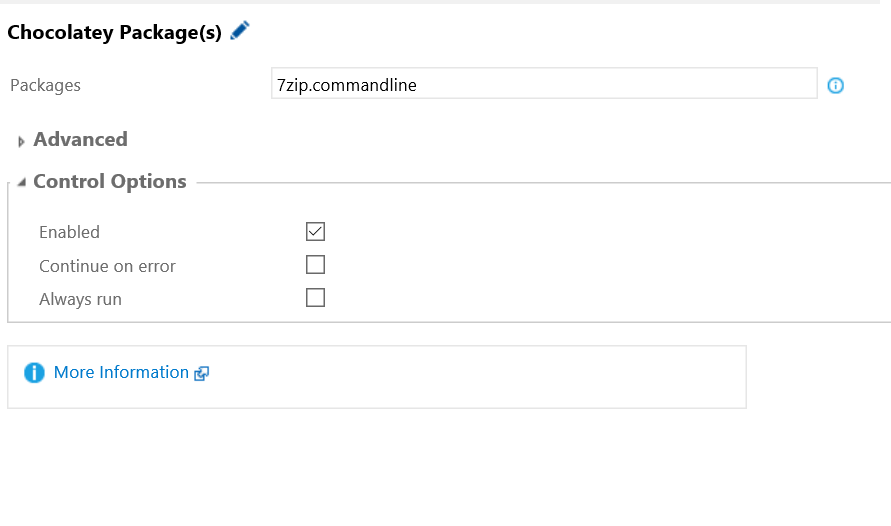 Chocolatey Package(s)
Packages 7zip.commandline
Advanced
Control Options
Enabled
Continue on error
Always run
More Information